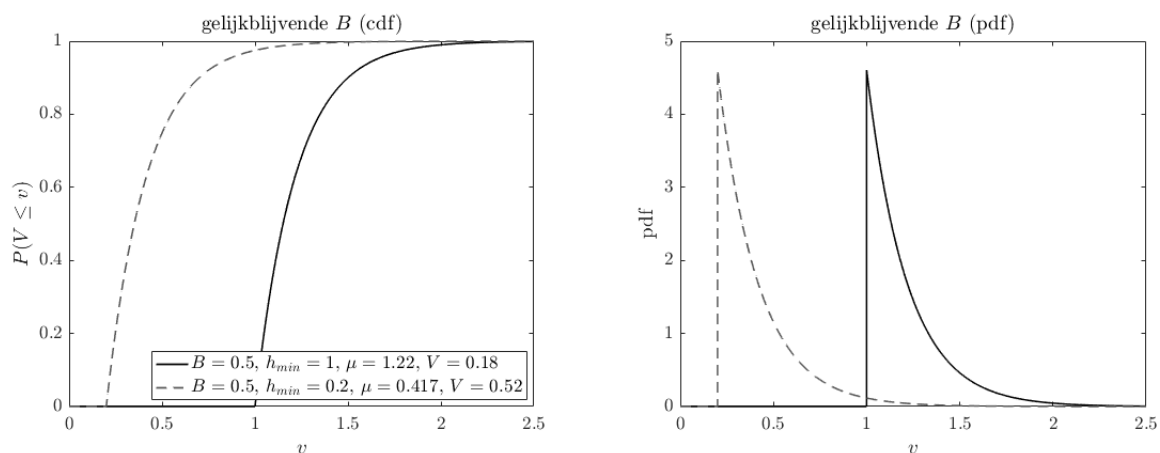 gelijkblijvende B (cdf)
1
0.8
0.6
0.4
0.2
0
P(V ≤ v)
B = 0.5, h_min = 1, μ = 1.22, V = 0.18
B = 0.5, h_min = 0.2, μ = 0.417, V = 0.52
0 0.5 1 1.5 2 2.5
v
gelijkblijvende B (pdf)
5
4
3
2
1
0
pdf
0 0.5 1 1.5 2 2.5
v